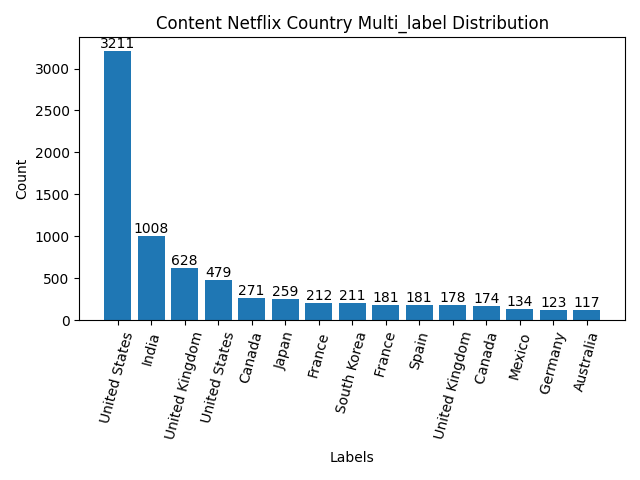 Content Netflix Country Multi_label Distribution
3211
1008
628
479
271
259
212
211
181
181
178
174
134
123
117
3000
2500
2000
1500
1000
500
0
Count
United States
India
United Kingdom
United States
Canada
Japan
France
South Korea
France
Spain
United Kingdom
Canada
Mexico
Germany
Australia
Labels